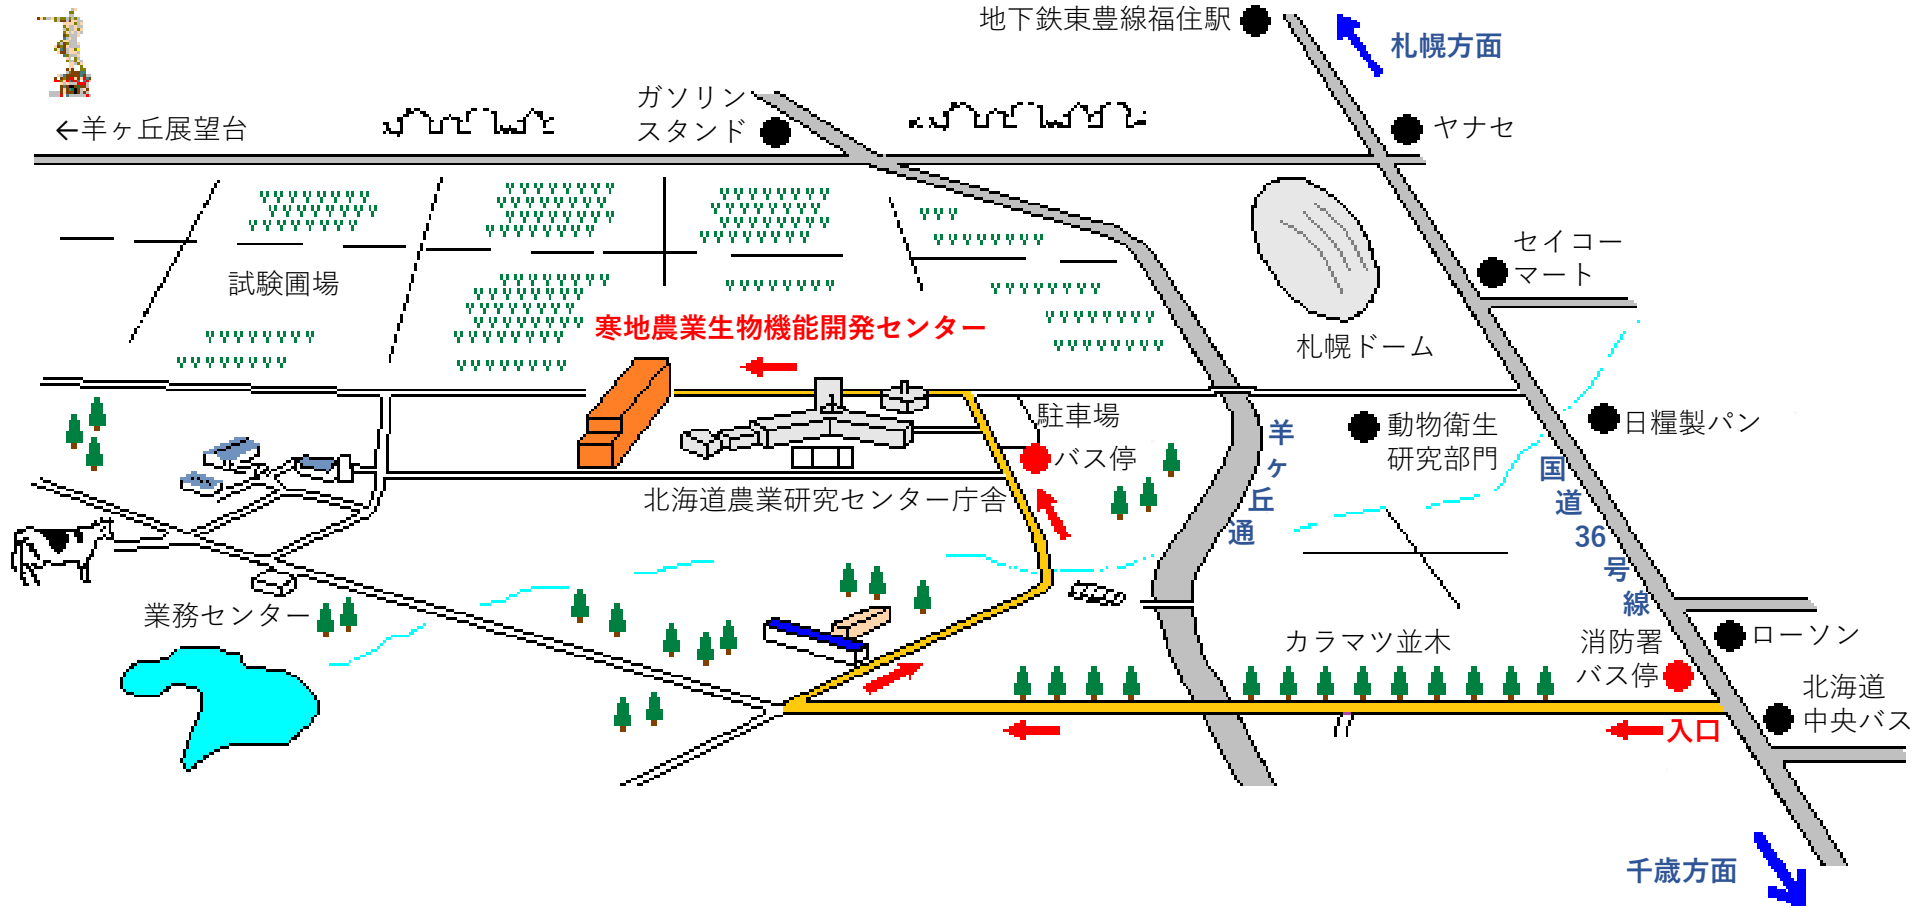 地下鉄東豊線福住駅
札幌方面
ガソリン
スタンド
←羊ヶ丘展望台
ヤナセ
セイコー
マート
試験圃場
寒地農業生物機能開発センター
札幌ドーム
駐車場
バス停
動物衛生
研究部門
日糧製パン
羊ヶ丘通
国道36号線
北海道農業研究センター庁舎
業務センター
カラマツ並木
消防署
バス停
ローソン
北海道
中央バス
入口
千歳方面